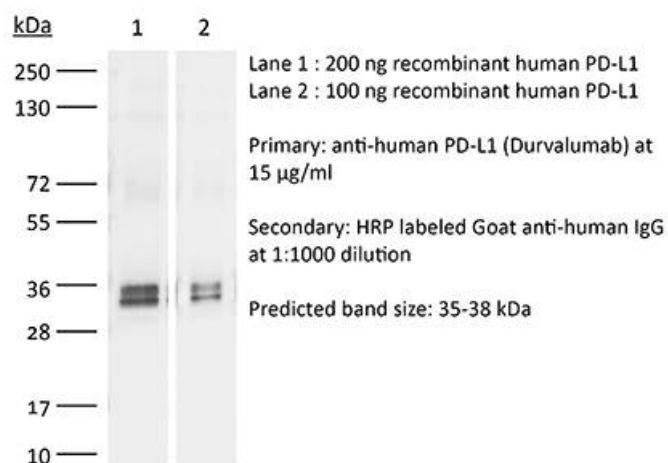 kDa
1 2
250
130
72
55
36
28
17
10
Lane 1 : 200 ng recombinant human PD-L1
Lane 2 : 100 ng recombinant human PD-L1
Primary: anti-human PD-L1 (Durvalumab) at
15 µg/ml
Secondary: HRP labeled Goat anti-human IgG
at 1:1000 dilution
Predicted band size: 35-38 kDa